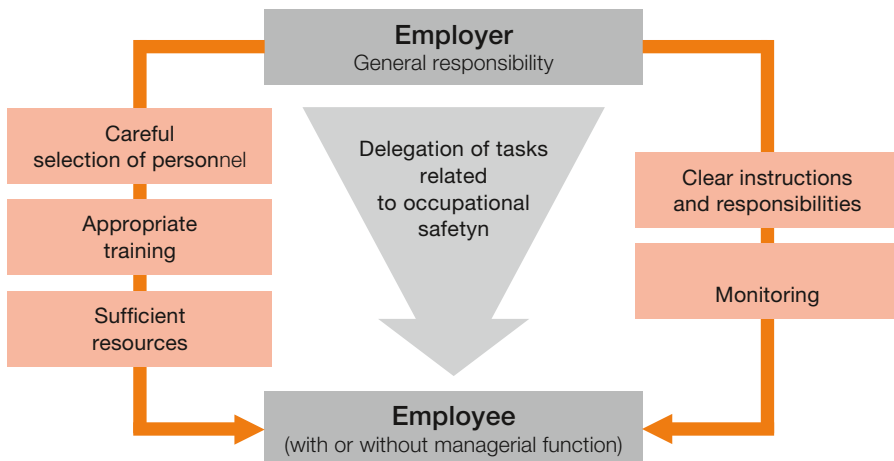 Employer
General responsibility
Careful
selection of personnel
Appropriate
training
Sufficient
resources
Delegation of tasks
related
to occupational
safetyn
Clear instructions
and responsibilities
Monitoring
Employee
(with or without managerial function)